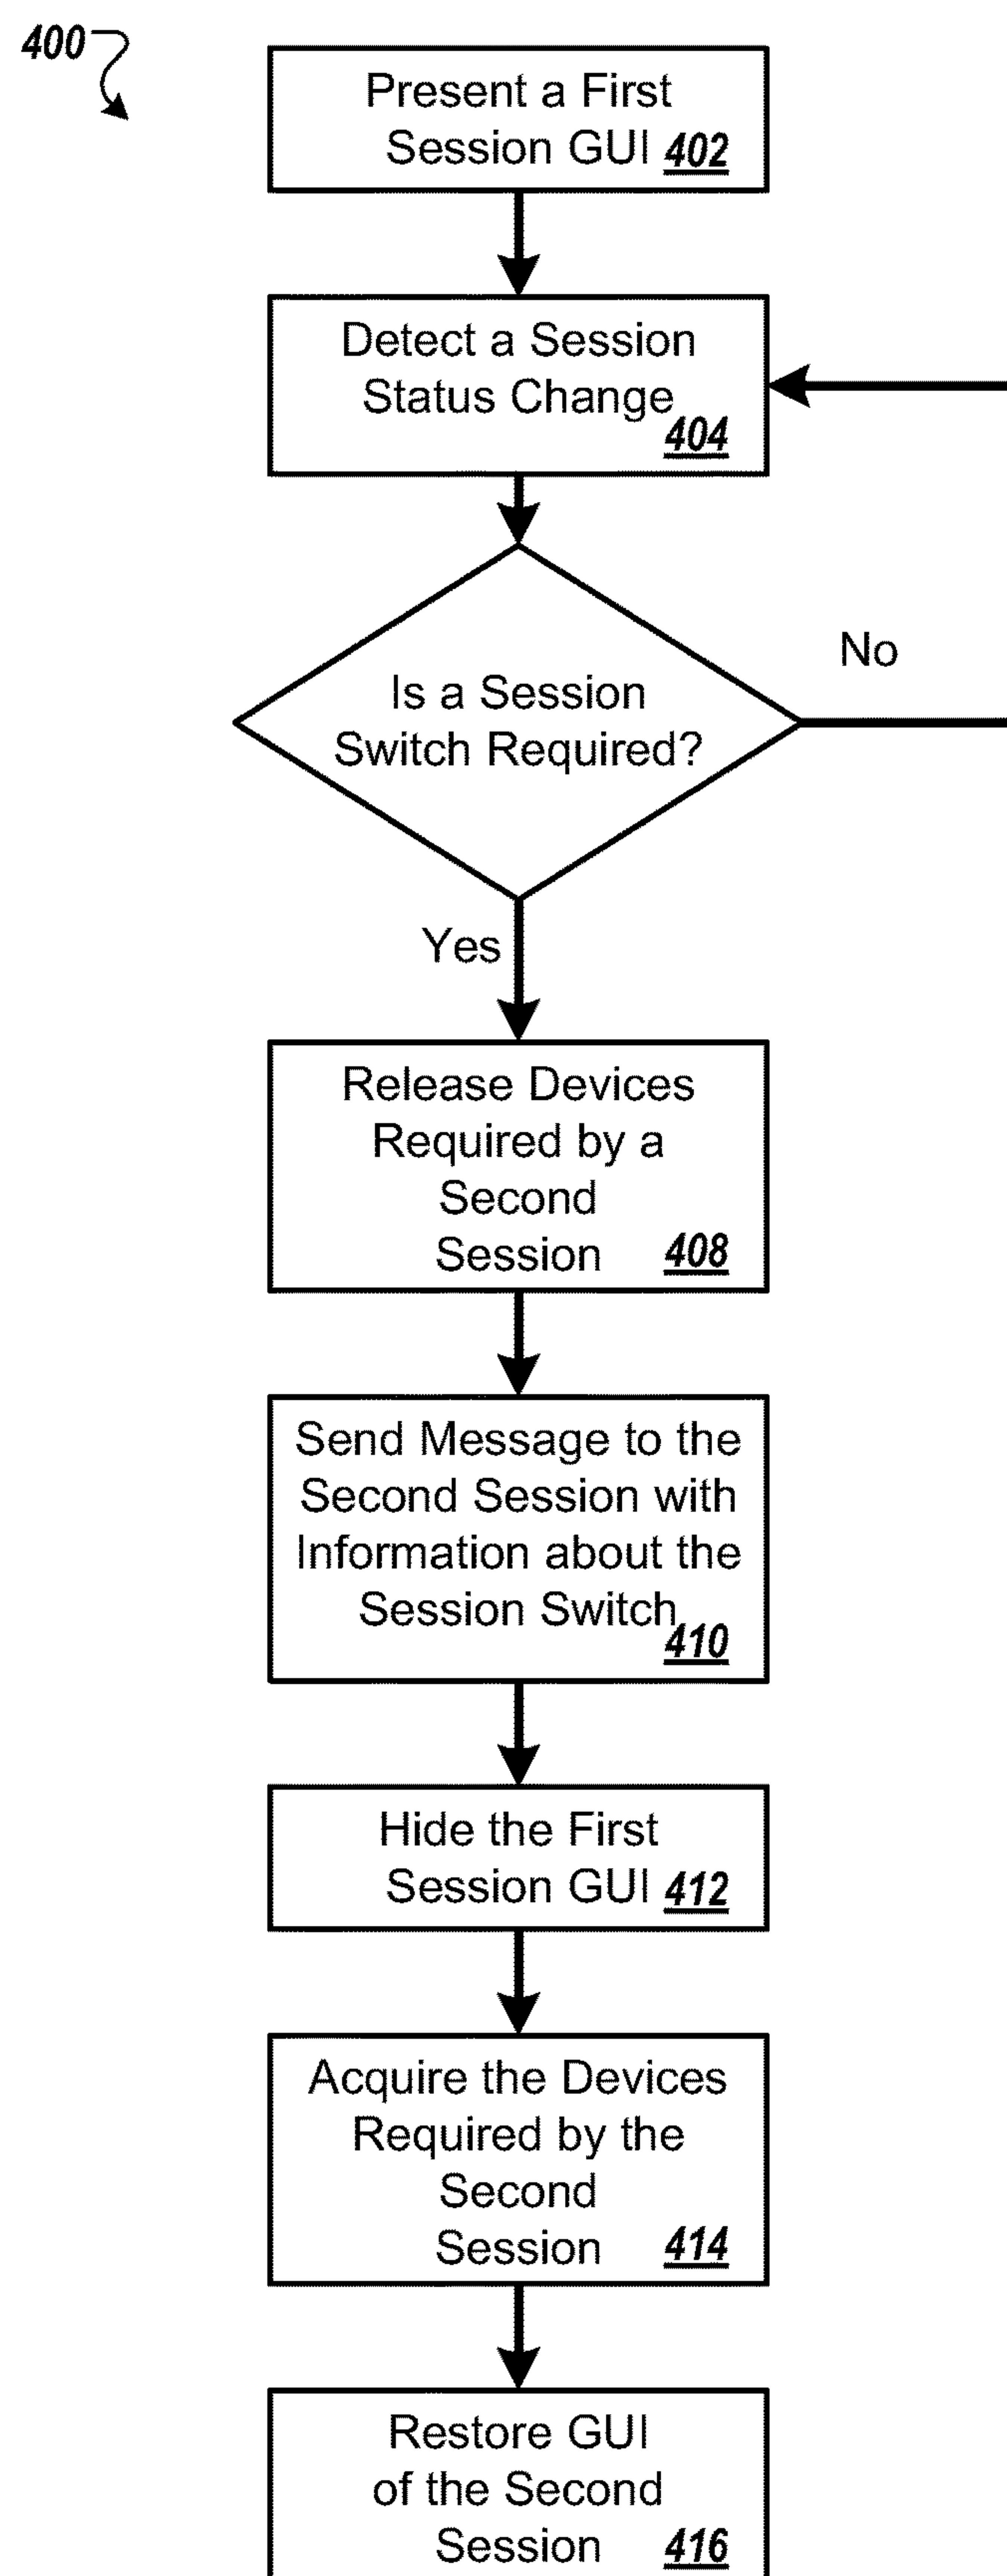 400
Present a First
Session GUI 402
Detect a Session
Status Change
404
Is a Session
Switch Required?
No
Yes
Release Devices
Required by a
Second
Session 408
Send Message to the
Second Session with
Information about the
Session Switch
410
Hide the First
Session GUI 412
Acquire the Devices
Required by the
Second
Session 414
Restore GUI
of the Second
Session 416